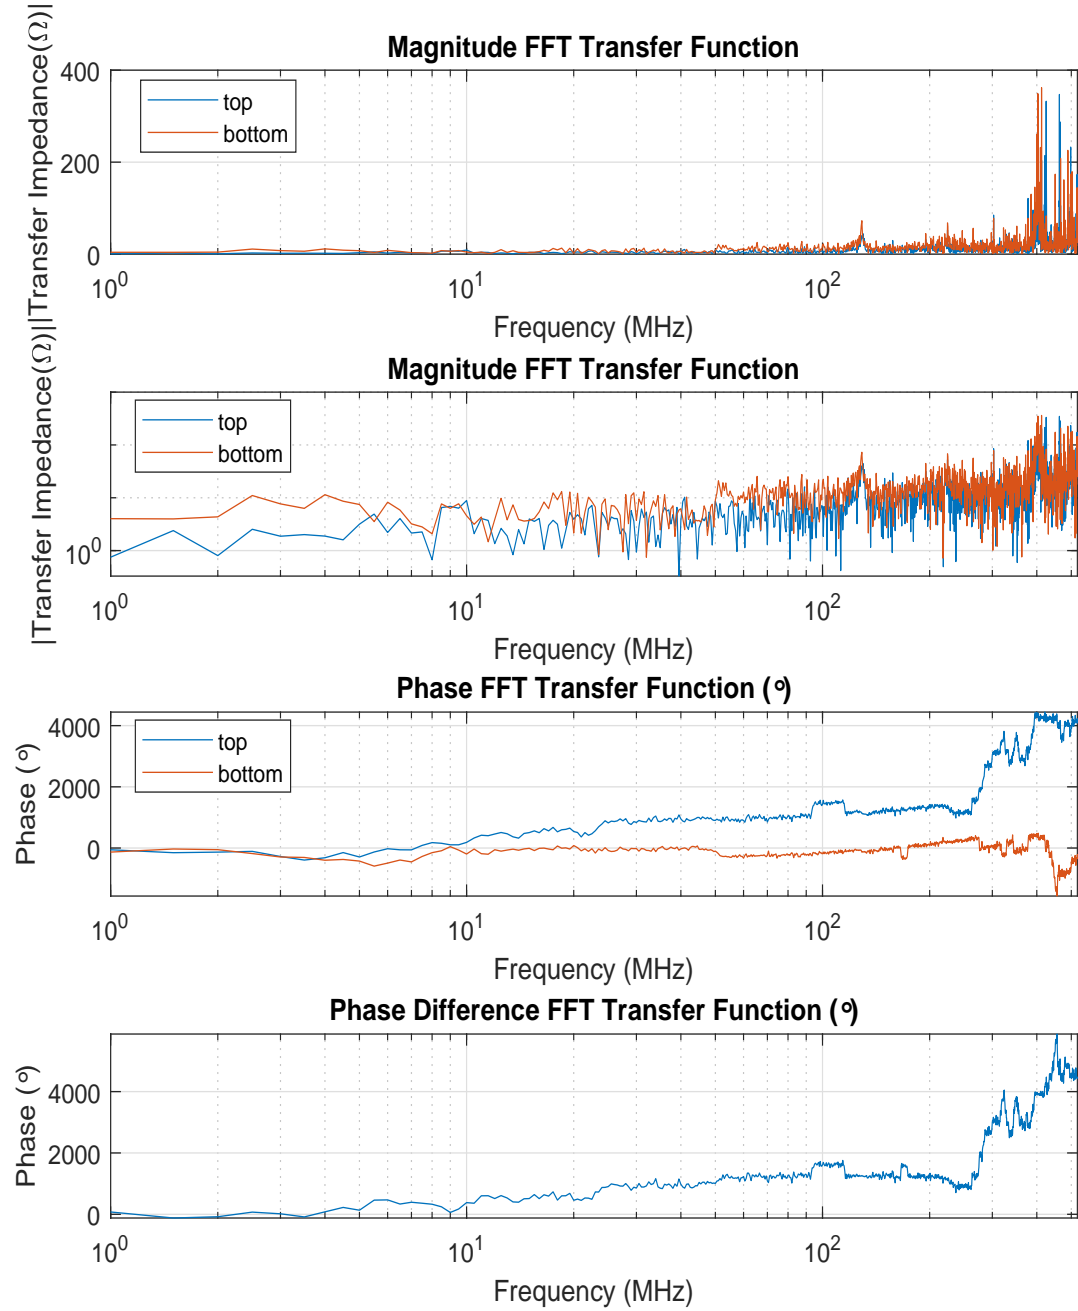 Magnitude FFT Transfer Function
|Transfer Impedance(Ω)|
400
200
0
top
bottom
10^0
10^1
10^2
Frequency (MHz)
Magnitude FFT Transfer Function
|Transfer Impedance(Ω)|
10^0
top
bottom
10^0
10^1
10^2
Frequency (MHz)
Phase FFT Transfer Function (°)
Phase (°)
4000
2000
0
top
bottom
10^0
10^1
10^2
Frequency (MHz)
Phase Difference FFT Transfer Function (°)
Phase (°)
4000
2000
0
10^0
10^1
10^2
Frequency (MHz)